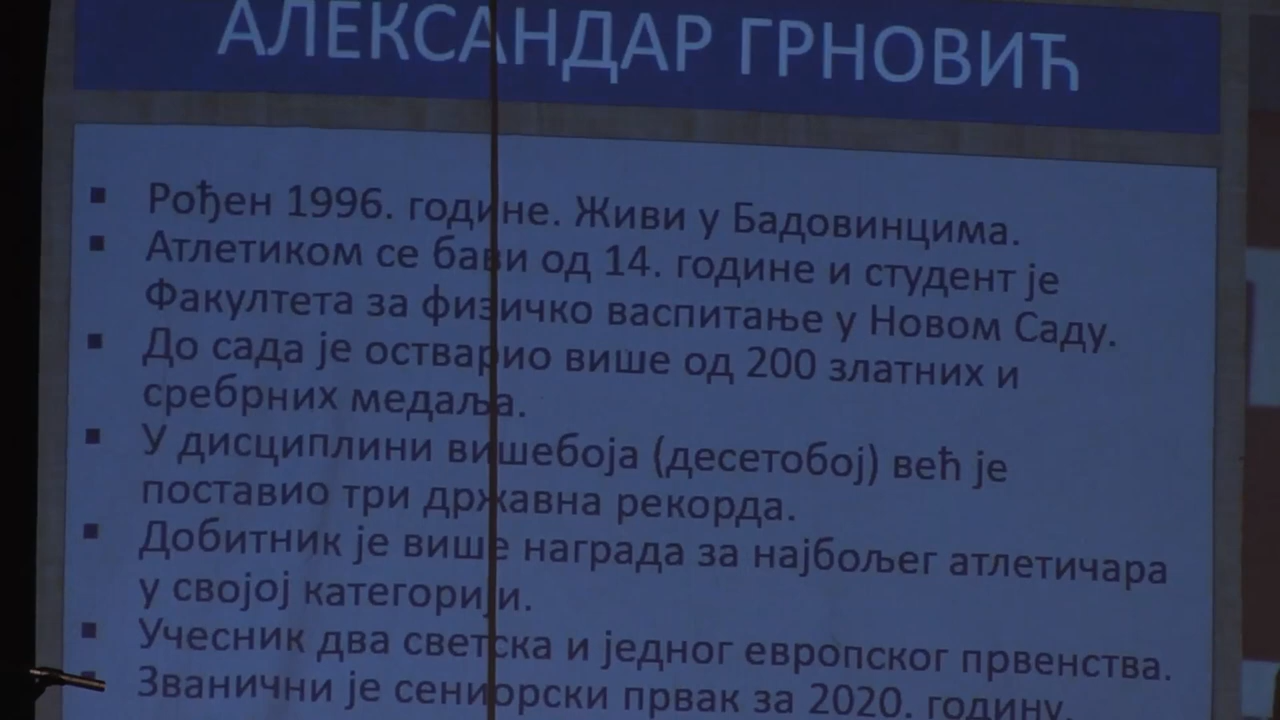 АЛЕКСАНДАР ГРНОВИЋ
▪ Рођен 1996. године. Живи у Бадовинцима.
▪ Атлетиком се бави од 14. године и студент је
Факултета за физичко васпитање у Новом Саду.
▪ До сада је остварио више од 200 златних и
сребрних медаља.
▪ У дисциплини вишебоја (десетобој) већ је
поставио три државна рекорда.
▪ Добитник је више награда за најбољег атлетичара
у својој категорији.
▪ Учесник два светска и једног европског првенства.
▪ Званични је сениорски првак за 2020. годину.